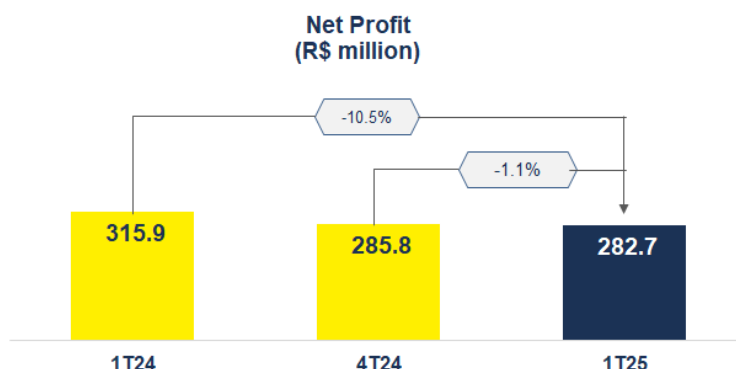 Net Profit
(R$ million)
-10.5%
-1.1%
315.9
285.8
282.7
1T24
4T24
1T25